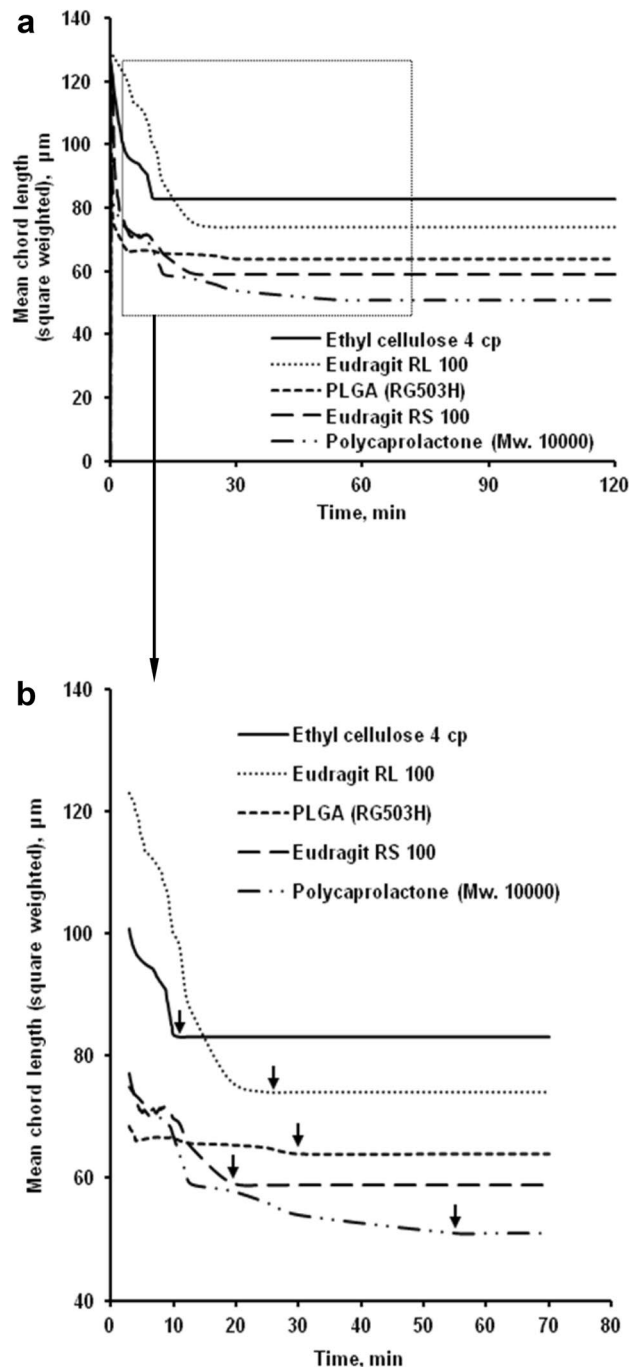 a
140
120
100
80
60
40
20
0
Mean chord length
(square weighted), µm
Ethyl cellulose 4 cp
Eudragit RL 100
PLGA (RG503H)
Eudragit RS 100
Polycaprolactone (Mw. 10000)
0 30 60 90 120
Time, min
b
140
120
100
80
60
40
Mean chord length (square weighted), µm
Ethyl cellulose 4 cp
Eudragit RL 100
PLGA (RG503H)
Eudragit RS 100
Polycaprolactone (Mw. 10000)
0 10 20 30 40 50 60 70 80
Time, min